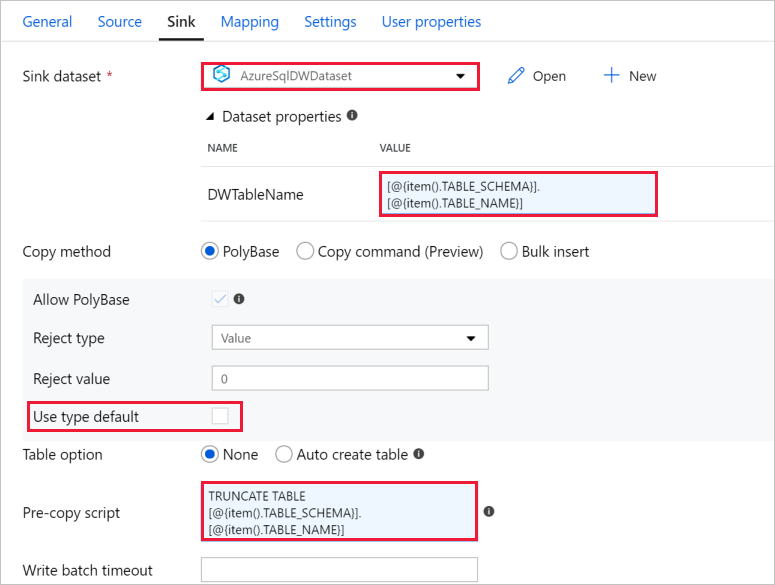 General Source Sink Mapping Settings User properties
Sink dataset * AzureSqlDWDataset Open New
Dataset properties
NAME VALUE
DWTableName [@{item().TABLE_SCHEMA}].
[@{item().TABLE_NAME}]
Copy method PolyBase Copy command (Preview) Bulk insert
Allow PolyBase
Reject type Value
Reject value 0
Use type default
Table option None Auto create table
Pre-copy script TRUNCATE TABLE
[@{item().TABLE_SCHEMA}].
[@{item().TABLE_NAME}]
Write batch timeout